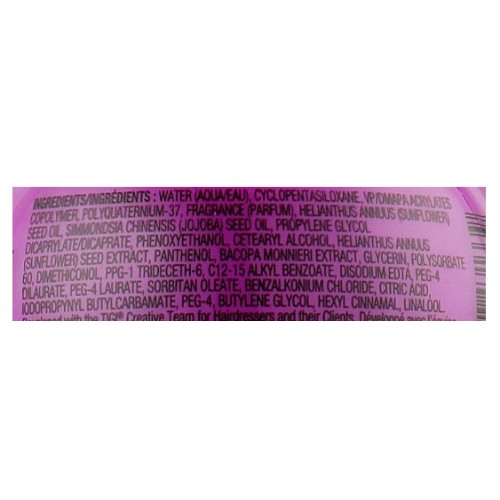 INGREDIENTS/INGRÉDIENTS : WATER (AQUA/EAU), CYCLOPENTASILOXANE, VP/DMAPA ACRYLATES
COPOLYMER, POLYQUATERNIUM-37, FRAGRANCE (PARFUM), HELIANTHUS ANNUUS (SUNFLOWER)
SEED OIL, SIMMONDSIA CHINENSIS (JOJOBA) SEED OIL, PROPYLENE GLYCOL
DICAPRYLATE/DICAPRATE, PHENOXYETHANOL, CETEARYL ALCOHOL, HELIANTHUS ANNUUS
(SUNFLOWER) SEED EXTRACT, PANTHENOL, BACOPA MONNIERI EXTRACT, GLYCERIN, POLYSORBATE
60, DIMETHICONOL, PPG-1 TRIDECETH-6, C12-15 ALKYL BENZOATE, DISODIUM EDTA, PEG-4
DILAURATE, PEG-4 LAURATE, SORBITAN OLEATE, BENZALKONIUM CHLORIDE, CITRIC ACID,
IODOPROPYNYL BUTYLCARBAMATE, PEG-4, BUTYLENE GLYCOL, HEXYL CINNAMAL, LINALOOL.
with the TIGI® Creative Team for Hairdressers and their Clients. Développé avec l'équipe